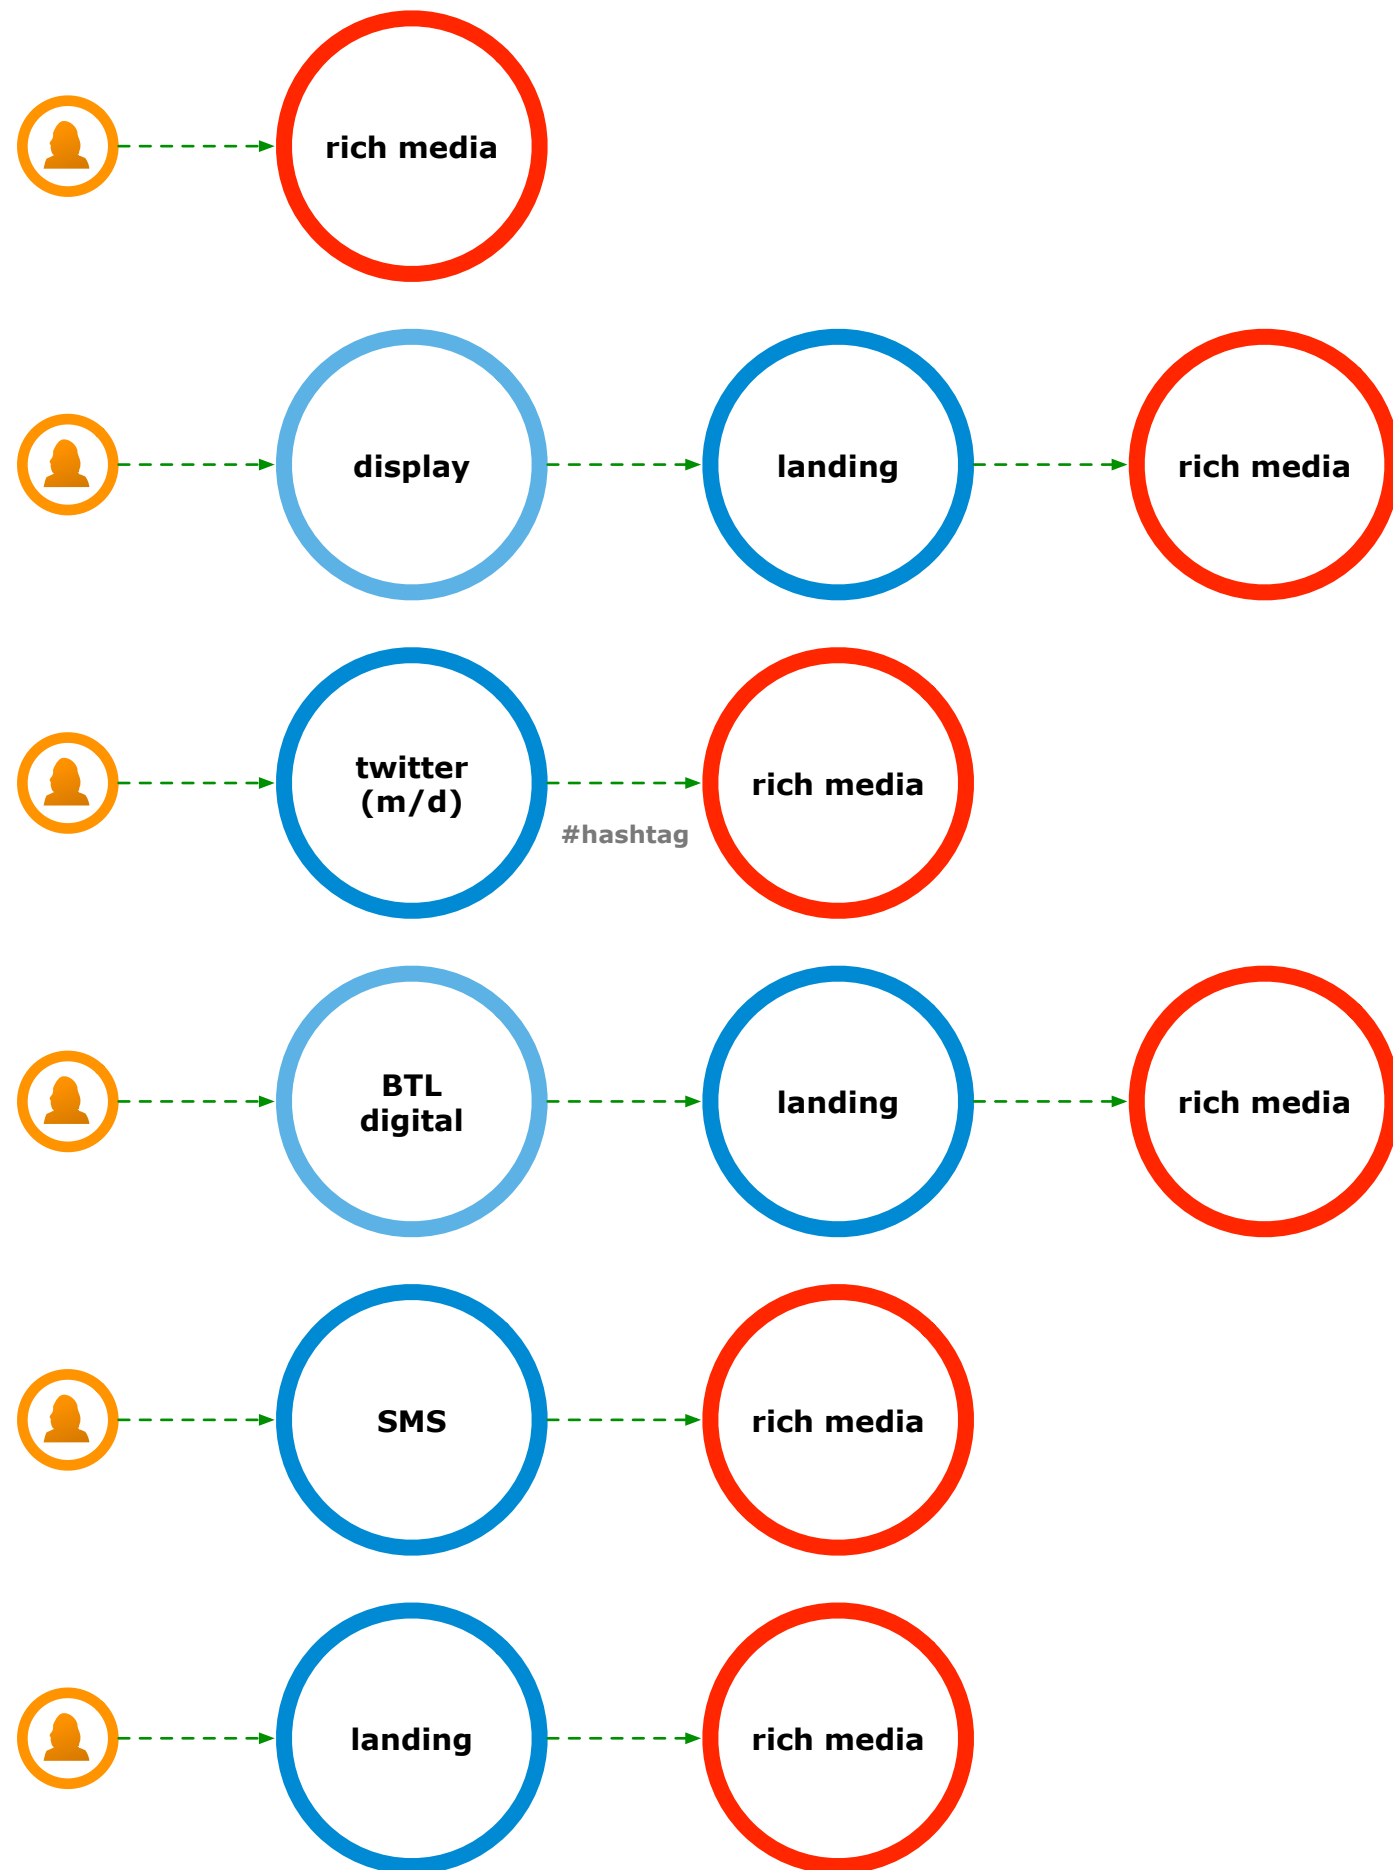 rich media
display
landing
rich media
twitter
(m/d)
rich media
#hashtag
BTL
digital
landing
rich media
SMS
rich media
landing
rich media